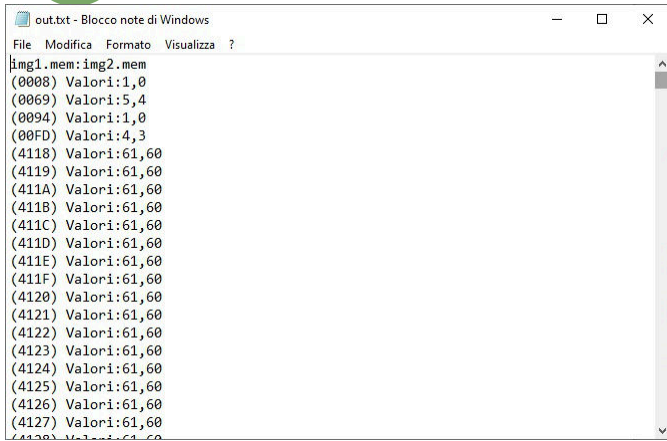 out.txt - Blocco note di Windows
File Modifica Formato Visualizza ?
img1.mem:img2.mem
(0008) Valori:1,0
(0069) Valori:5,4
(0094) Valori:1,0
(00FD) Valori:4,3
(4118) Valori:61,60
(4119) Valori:61,60
(411A) Valori:61,60
(411B) Valori:61,60
(411C) Valori:61,60
(411D) Valori:61,60
(411E) Valori:61,60
(411F) Valori:61,60
(4120) Valori:61,60
(4121) Valori:61,60
(4122) Valori:61,60
(4123) Valori:61,60
(4124) Valori:61,60
(4125) Valori:61,60
(4126) Valori:61,60
(4127) Valori:61,60